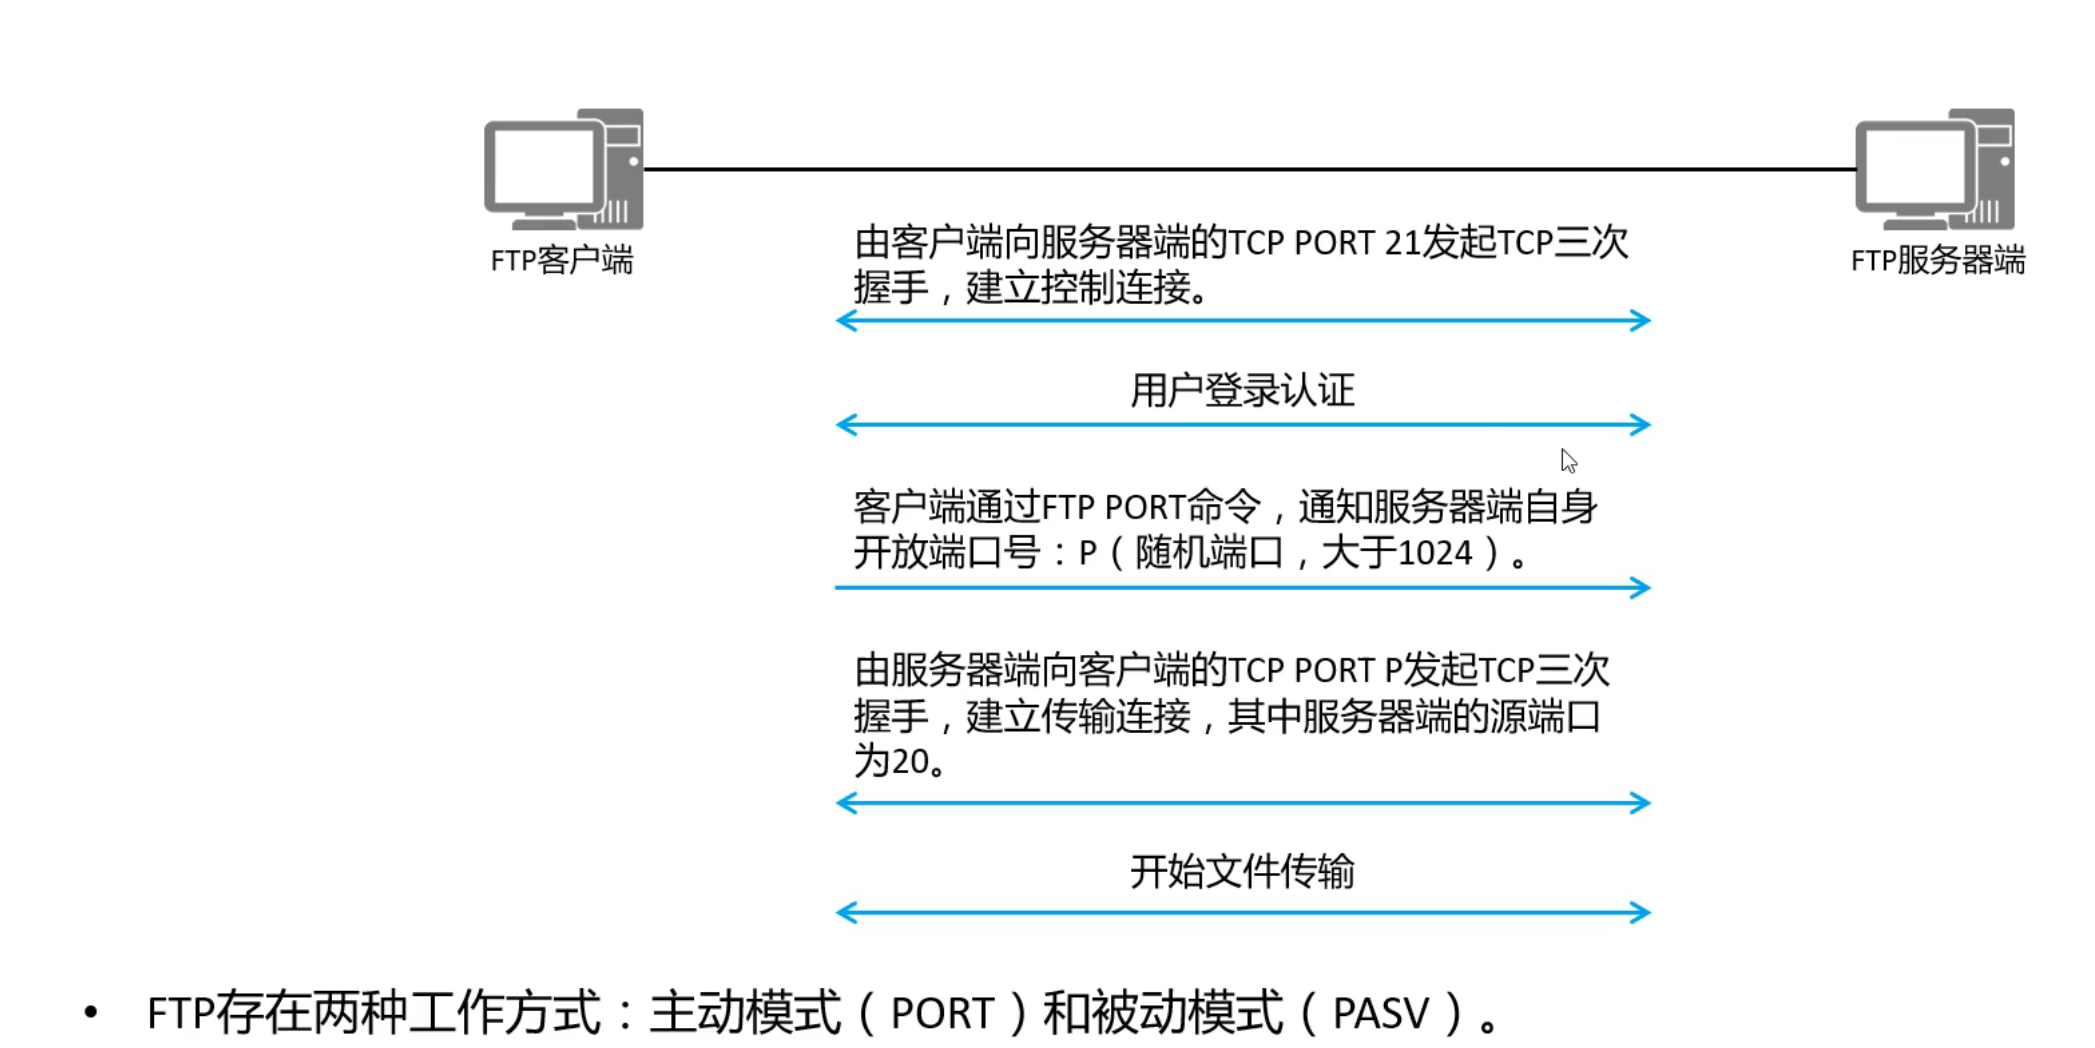 FTP客户端
FTP服务器端
由客户端向服务器端的TCP PORT 21发起TCP三次
握手，建立控制连接。
用户登录认证
客户端通过FTP PORT命令，通知服务器端自身
开放端口号：P（随机端口，大于1024）。
由服务器端向客户端的TCP PORT P发起TCP三次
握手，建立传输连接，其中服务器端的源端口
为20。
开始文件传输
• FTP存在两种工作方式：主动模式（PORT）和被动模式（PASV）。